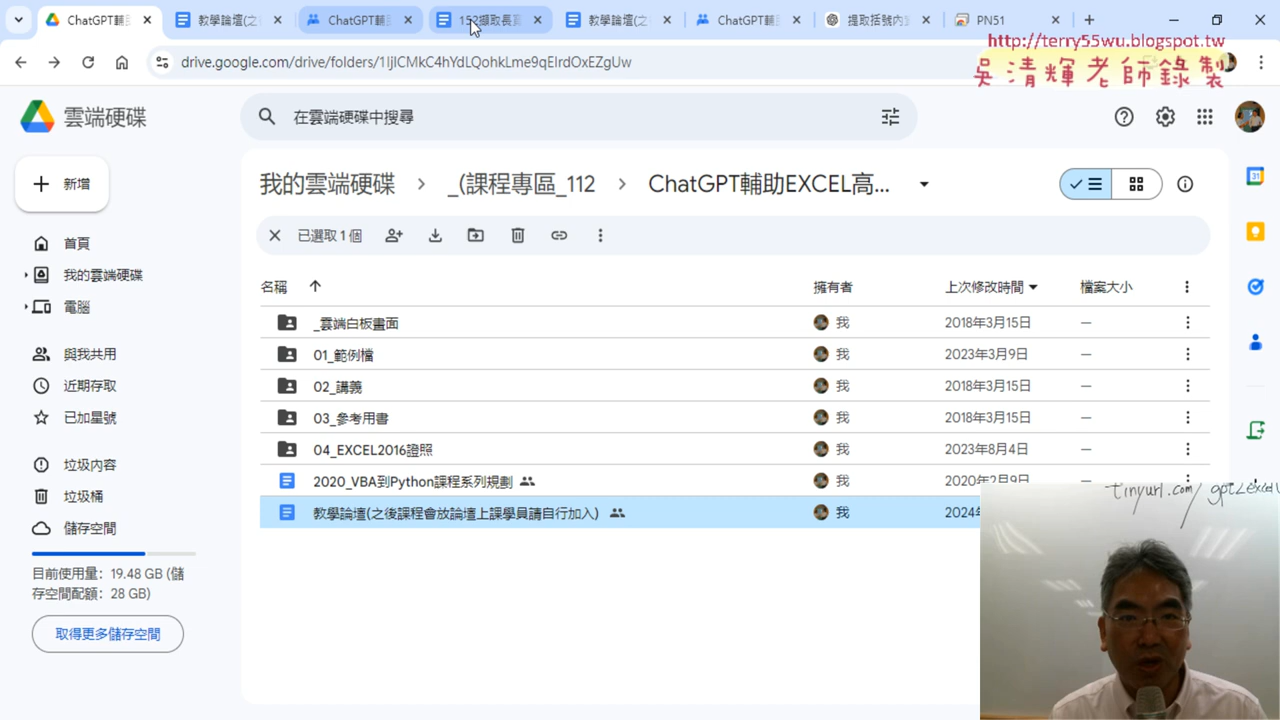 ChatGPT輔
教學論壇(之
ChatGPT輔
15
擷取長
教學論壇(之
ChatGPT輔
提取括號內
PN51
http://terry55wu.blogspot.tw
drive.google.com/drive/folders/1IJICMkC4hYdLQohkLme9qEIrdOxEZgUw
吳清輝老師錄製
雲端硬碟
在雲端硬碟中搜尋
新增
我的雲端硬碟 › _(課程專區_112 › ChatGPT輔助EXCEL高...
已選取 1 個
首頁
我的雲端硬碟
電腦
與我共用
近期存取
已加星號
垃圾內容
垃圾桶
儲存空間
目前使用量：19.48 GB (儲
存空間配額：28 GB)
取得更多儲存空間
名稱 擁有者 上次修改時間 檔案大小
_雲端白板畫面 我 2018年3月15日 —
01_範例檔 我 2023年3月9日 —
02_講義 我 2018年3月15日 —
03_參考用書 我 2018年3月15日 —
04_EXCEL2016證照 我 2023年8月4日 —
2020_VBA到Python課程系列規劃 我 2020年2月9日
教學論壇(之後課程會放論壇上課學員請自行加入) 我 2024
31
tinyurl.com/gpt2excel